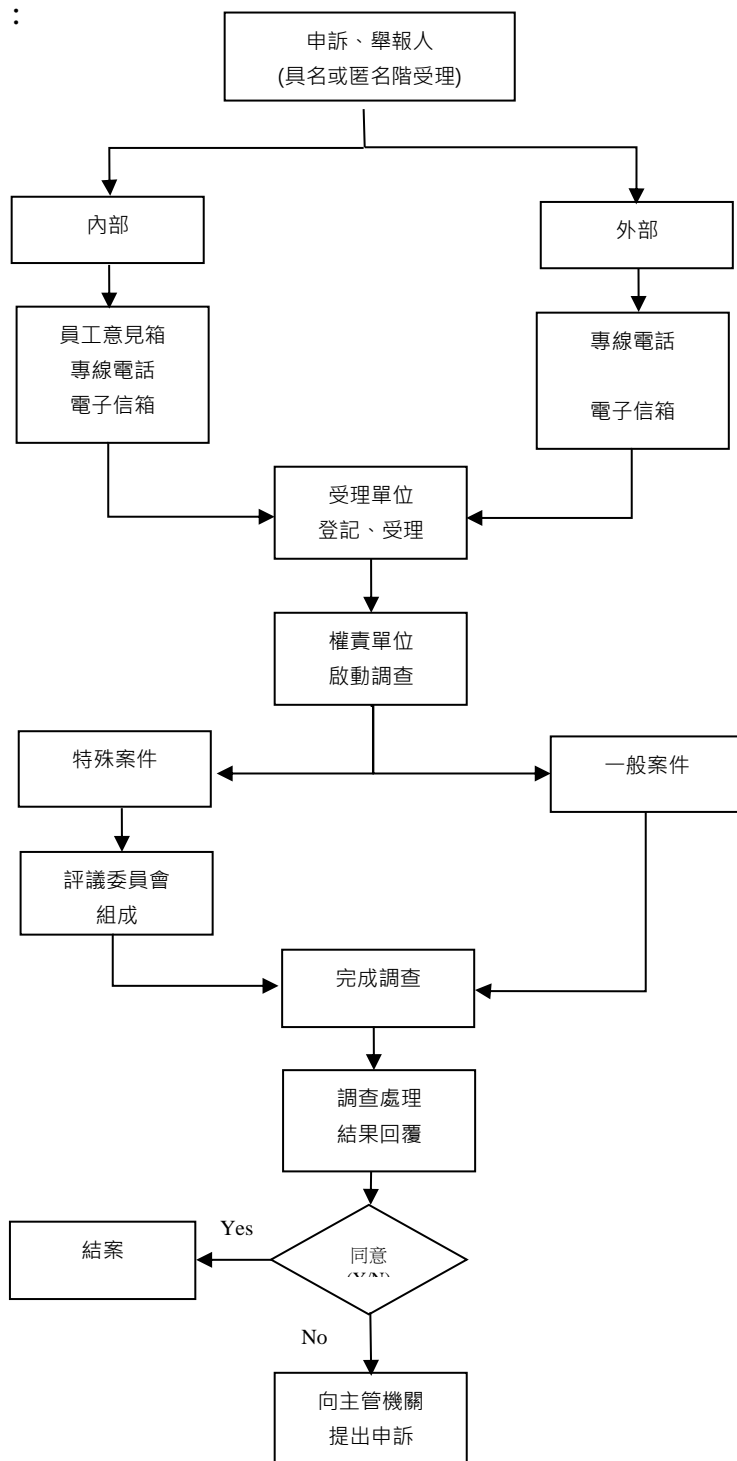 ：
申訴、舉報人
(具名或匿名階受理)
內部
外部
員工意見箱
專線電話
電子信箱
專線電話
電子信箱
受理單位
登記、受理
權責單位
啟動調查
特殊案件
一般案件
評議委員會
組成
完成調查
調查處理
結果回覆
Yes
結案
同意
(Y/N)
No
向主管機關
提出申訴